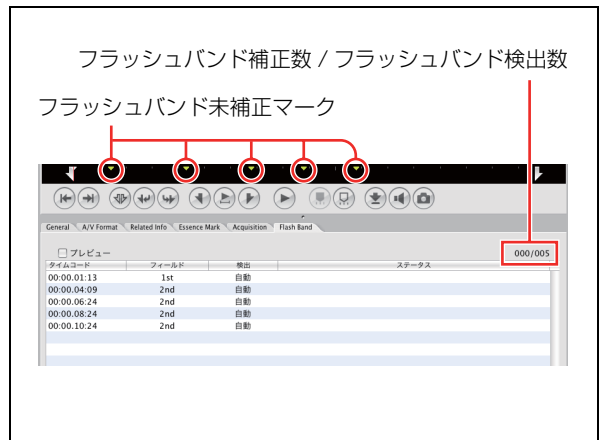 フラッシュバンド補正数 / フラッシュバンド検出数
フラッシュバンド未補正マーク
General A/V Format Related Info Essence Mark Acquisition Flash Band
プレビュー 000/005
タイムコード フィールド 検出 ステータス
00:00.01:13 1st 自動
00:00.04:09 2nd 自動
00:00.06:24 2nd 自動
00:00.08:24 2nd 自動
00:00.10:24 2nd 自動